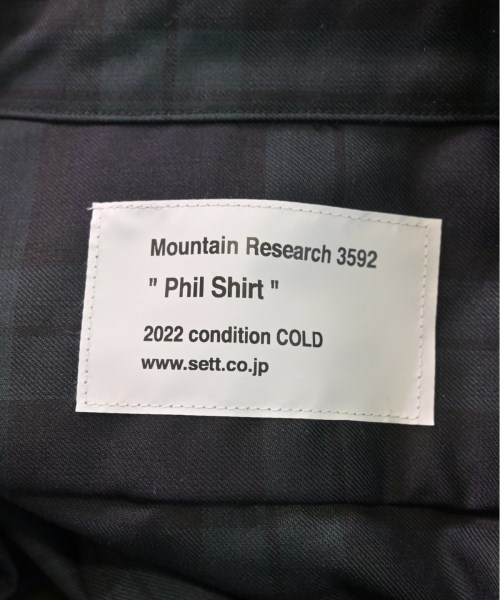 Mountain Research 3592
" Phil Shirt "
2022 condition COLD
www.sett.co.jp